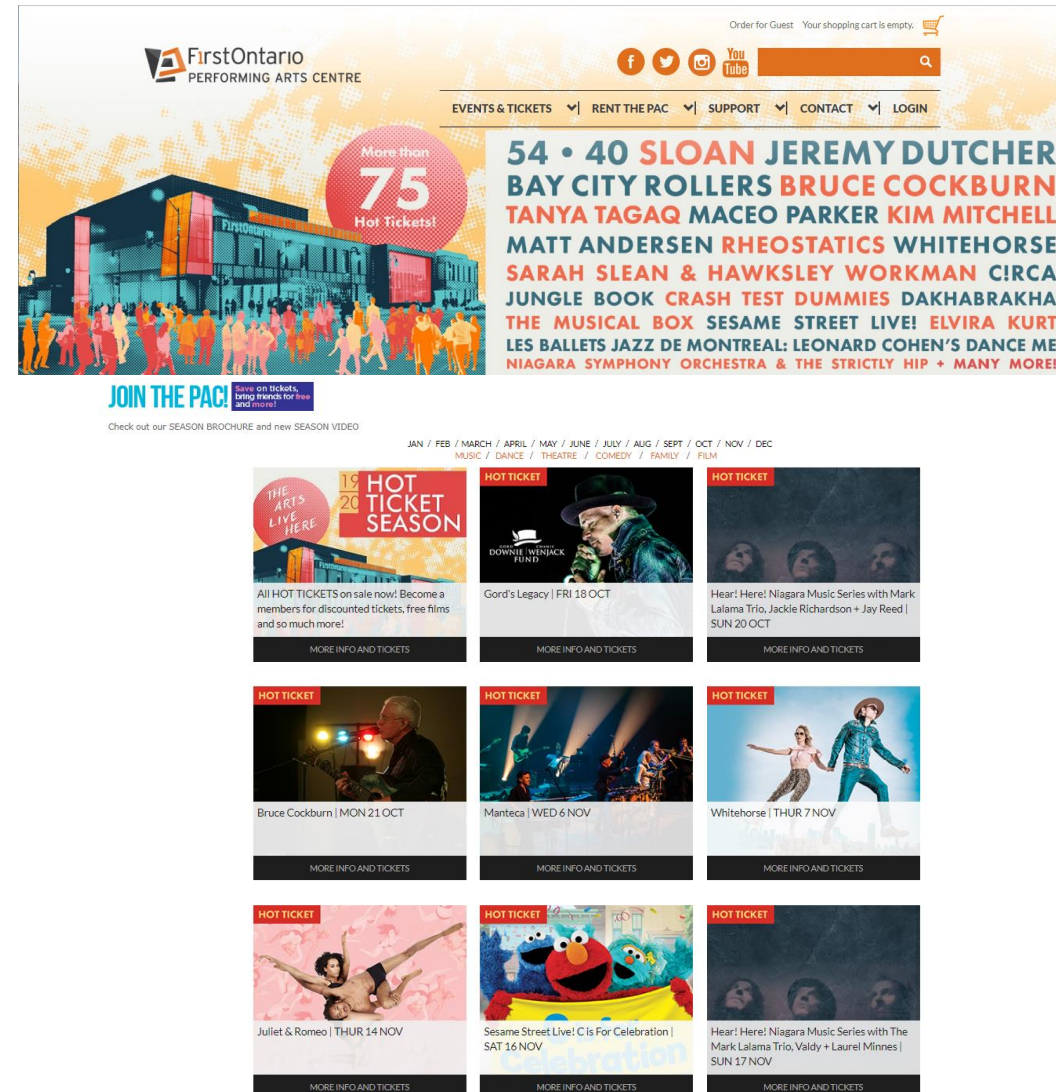 Order for Guest Your shopping cart is empty.
FirstOntario
PERFORMING ARTS CENTRE
You
Tube
EVENTS & TICKETS RENT THE PAC SUPPORT CONTACT LOGIN
More than
75
Hot Tickets!
FirstOntario
54 • 40 SLOAN JEREMY DUTCHER
BAY CITY ROLLERS BRUCE COCKBURN
TANYA TAGAQ MACEO PARKER KIM MITCHELL
MATT ANDERSEN RHEOSTATICS WHITEHORSE
SARAH SLEAN & HAWKSLEY WORKMAN C!RCA
JUNGLE BOOK CRASH TEST DUMMIES DAKHABRAKHA
THE MUSICAL BOX SESAME STREET LIVE! ELVIRA KURT
LES BALLETS JAZZ DE MONTREAL: LEONARD COHEN'S DANCE ME
NIAGARA SYMPHONY ORCHESTRA & THE STRICTLY HIP + MANY MORE!
JOIN THE PAC!
Save on tickets,
bring friends for free
and more!
Check out our SEASON BROCHURE and new SEASON VIDEO
JAN / FEB / MARCH / APRIL / MAY / JUNE / JULY / AUG / SEPT / OCT / NOV / DEC
MUSIC / DANCE / THEATRE / COMEDY / FAMILY / FILM
THE
ARTS
LIVE
HERE
19
20
HOT
TICKET
SEASON
FirstOntario
All HOT TICKETS on sale now! Become a
members for discounted tickets, free films
and so much more!
MORE INFO AND TICKETS
HOT TICKET
GORD CHANIE
DOWNIE WENJACK
FUND
Gord's Legacy | FRI 18 OCT
MORE INFO AND TICKETS
HOT TICKET
Hear! Here! Niagara Music Series with Mark
Lalama Trio, Jackie Richardson + Jay Reed |
SUN 20 OCT
MORE INFO AND TICKETS
HOT TICKET
Bruce Cockburn | MON 21 OCT
MORE INFO AND TICKETS
HOT TICKET
Manteca | WED 6 NOV
MORE INFO AND TICKETS
HOT TICKET
Whitehorse | THUR 7 NOV
MORE INFO AND TICKETS
HOT TICKET
Juliet & Romeo | THUR 14 NOV
MORE INFO AND TICKETS
HOT TICKET
Sesame Street Live! C is For Celebration |
SAT 16 NOV
Celebration
MORE INFO AND TICKETS
HOT TICKET
Hear! Here! Niagara Music Series with The
Mark Lalama Trio, Valdy + Laurel Minnes |
SUN 17 NOV
MORE INFO AND TICKETS